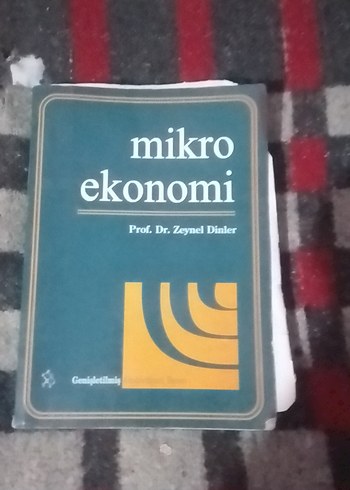 mikro
ekonomi
Prof. Dr. Zeynel Dinler
Genişletilmiş